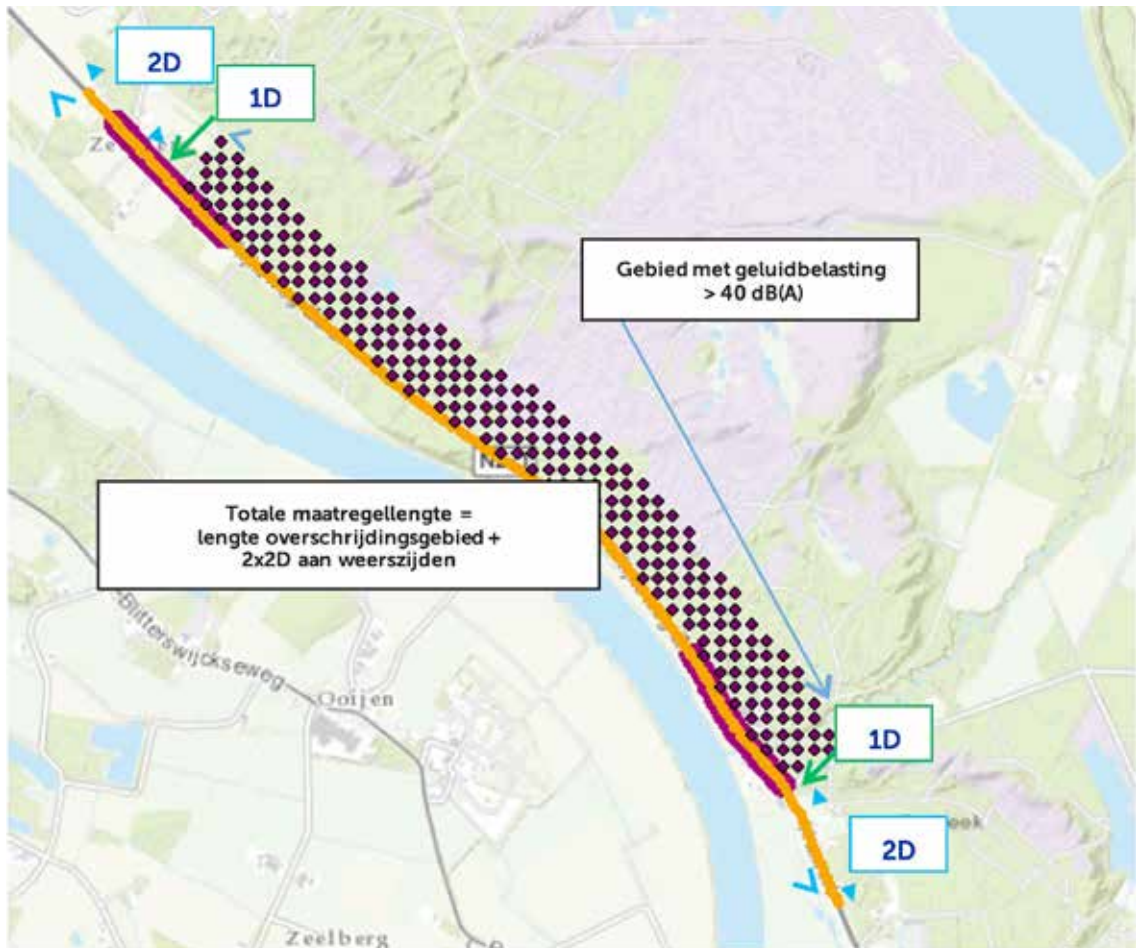 2D
1D
Gebied met geluidbelasting
> 40 dB(A)
Totale maatregellengte =
lengte overschrijdingsgebied +
2x2D aan weerszijden
Blitterswijckseweg
Ooijen
1D
2D
Zeelberg